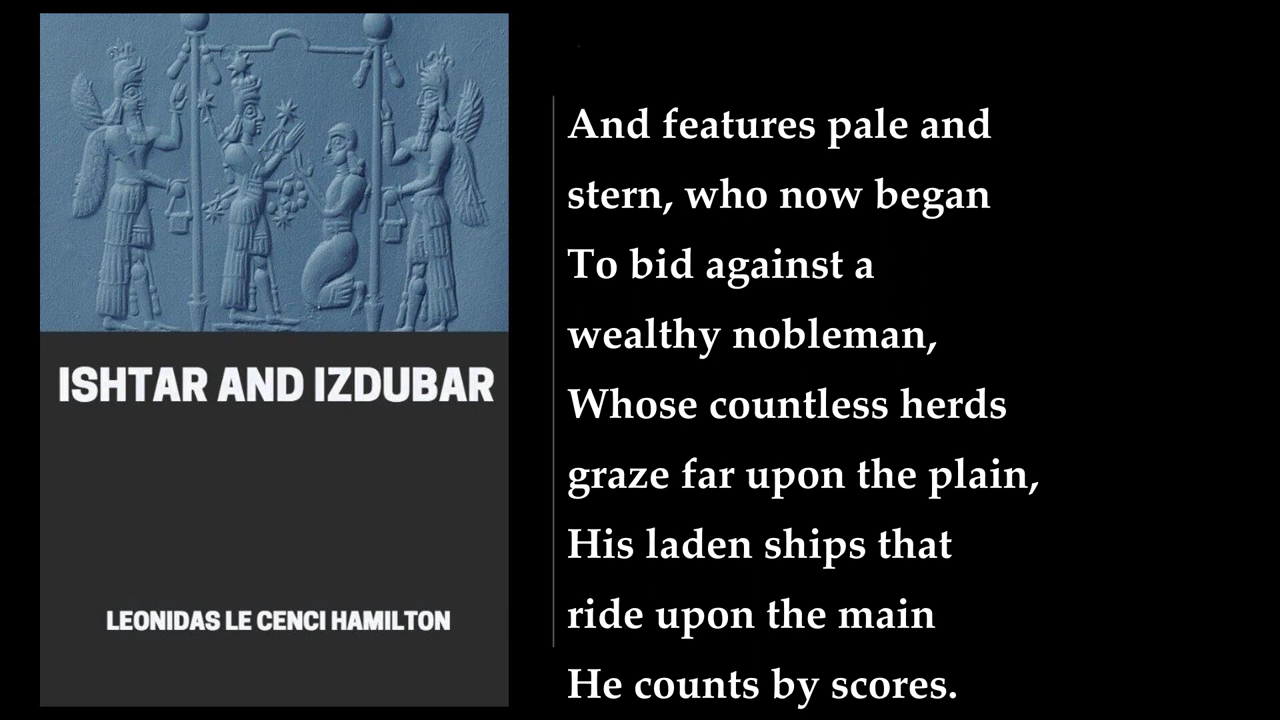 ISHTAR AND IZDUBAR
LEONIDAS LE CENCI HAMILTON
And features pale and
stern, who now began
To bid against a
wealthy nobleman,
Whose countless herds
graze far upon the plain,
His laden ships that
ride upon the main
He counts by scores.